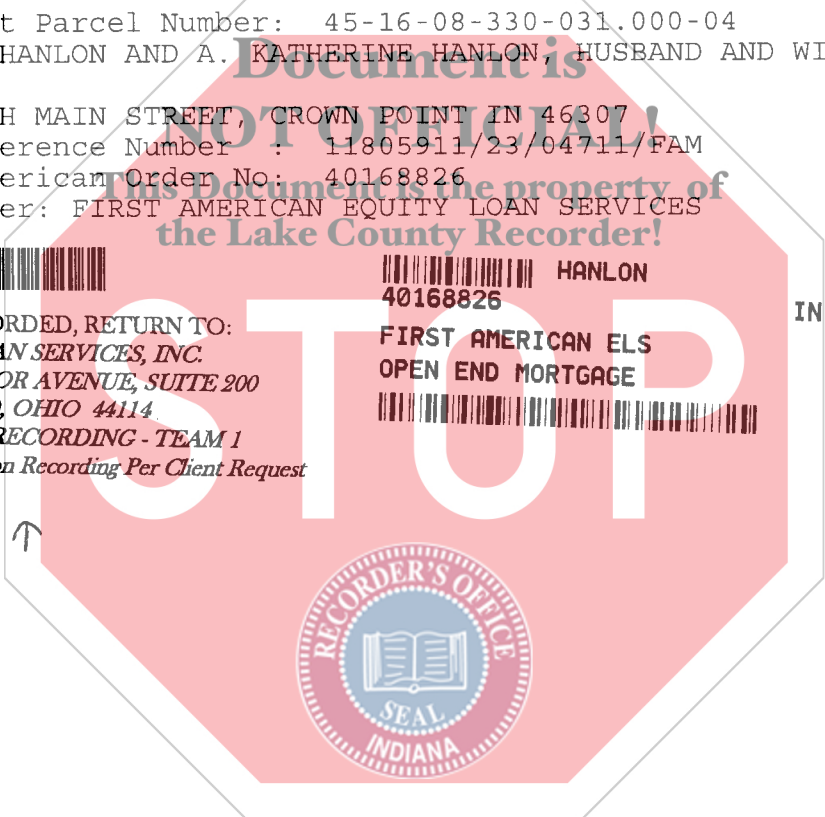 t Parcel Number: 45-16-08-330-031.000-04
HANLON AND A. KATHERINE HANLON, HUSBAND AND WI
Document is
H MAIN STREET, CROWN POINT IN 46307
NOT OFFICIAL!
erence Number : 11805911/23/04711/FAM
erican Order No: 40168826
This Document is the property of
er: FIRST AMERICAN EQUITY LOAN SERVICES
the Lake County Recorder!
HANLON
40168826
IN
FIRST AMERICAN ELS
OPEN END MORTGAGE
ORDED, RETURN TO:
AN SERVICES, INC.
OR AVENUE, SUITE 200
, OHIO 44114
RECORDING - TEAM 1
on Recording Per Client Request
STOP
RECORDER'S OFFICE
SEAL
INDIANA